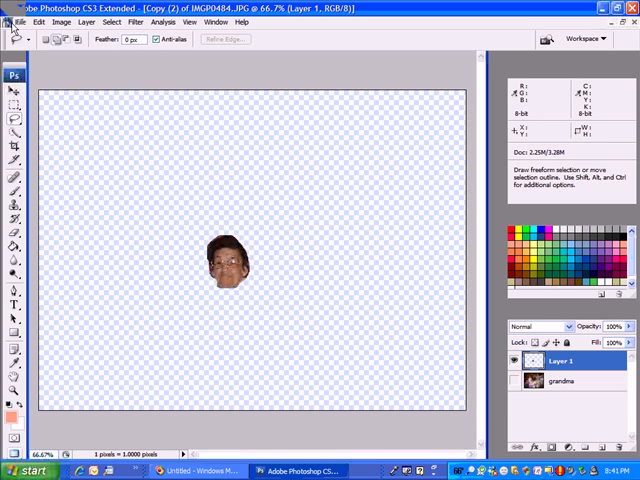 dobe Photoshop CS3 Extended - [Copy (2) of IMGP0484..JPG @ 66.7% (Layer 1, RGB/8)]
File Edit Image Layer Select Filter Analysis View Window Help
Feather: 0 px Anti-alias Refine Edge... Workspace
Ps
R: C:
G: M:
B: Y:
K:
8-bit 8-bit
X: W:
Y: H:
Doc: 2.25M/3.28M
Draw freeform selection or move
selection outline. Use Shift, Alt, and Ctrl
for additional options.
Normal Opacity: 100%
Lock: Fill: 100%
Layer 1
grandma
66.67% 1 pixels = 1.0000 pixels
start Untitled - Windows M... Adobe Photoshop CS... 66° 8:41 PM